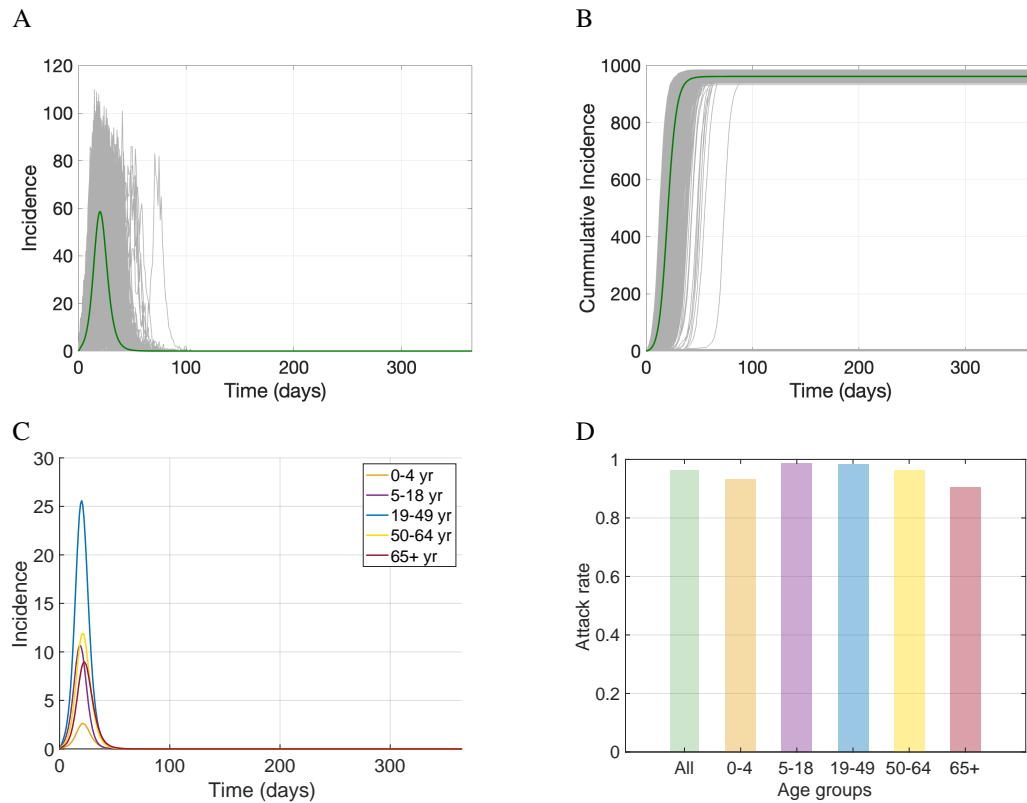 A
120
100
80
60
40
20
0
Incidence
0 100 200 300
Time (days)
B
1000
800
600
400
200
0
Cummulative Incidence
0 100 200 300
Time (days)
C
30
25
20
15
10
5
0
Incidence
0-4 yr
5-18 yr
19-49 yr
50-64 yr
65+ yr
0 100 200 300
Time (days)
D
1
0.8
0.6
0.4
0.2
0
Attack rate
All 0-4 5-18 19-49 50-64 65+
Age groups